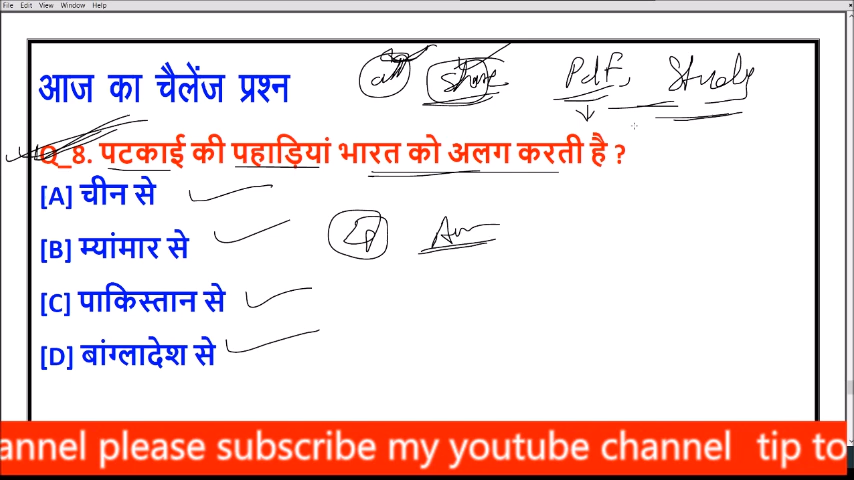 File Edit View Window Help
Pdf, Study
share
आज का चैलेंज प्रश्न
Q_8. पटकाई की पहाड़ियां भारत को अलग करती है ?
[A] चीन से
[B] म्यांमार से
[C] पाकिस्तान से
[D] बांग्लादेश से
annel please subscribe my youtube channel tip to